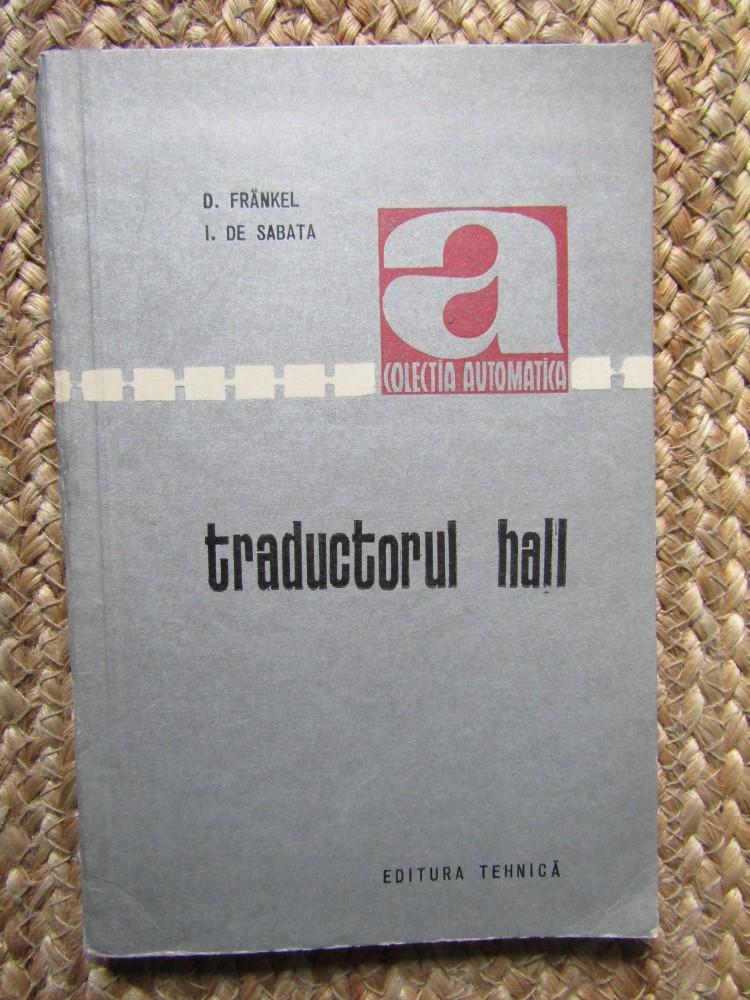 D. FRÄNKEL
I. DE SABATA
a
COLECTIA AUTOMATICA
traductorul hall
EDITURA TEHNICĂ